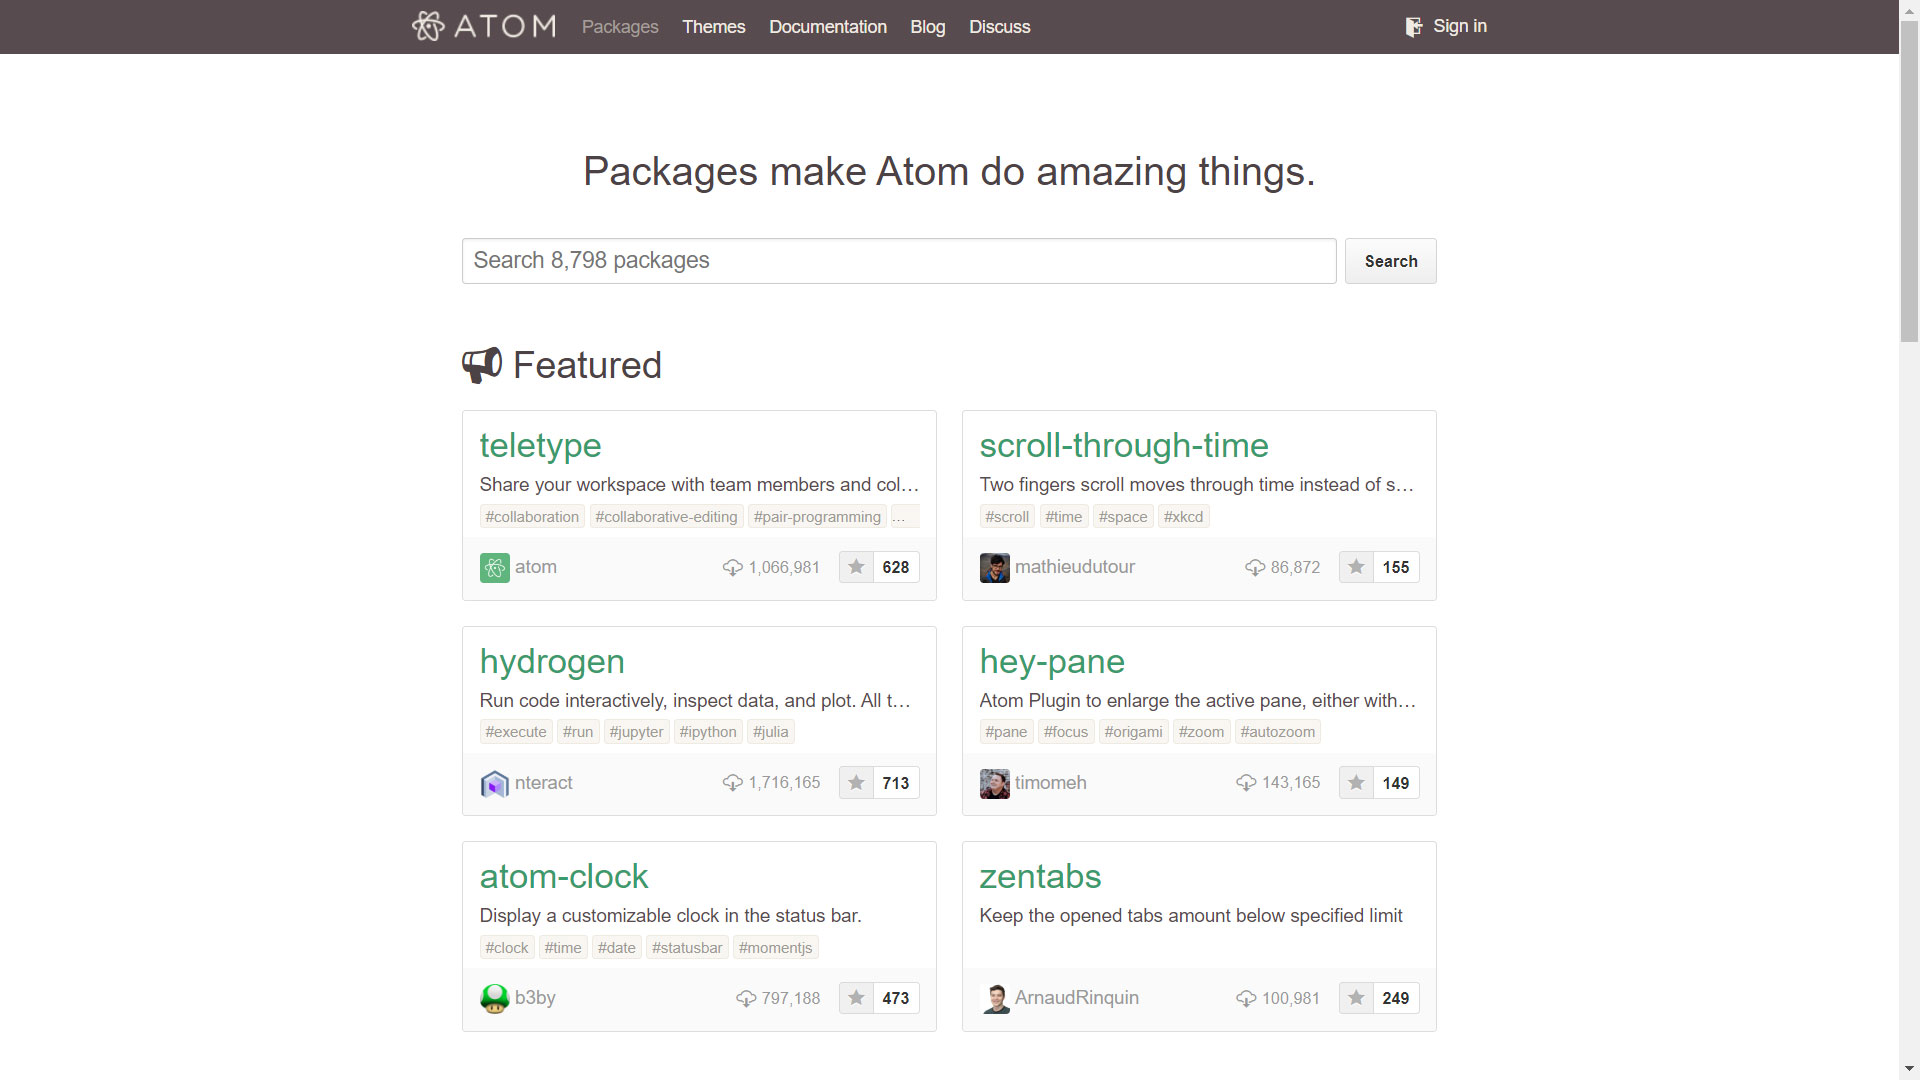 ATOM Packages Themes Documentation Blog Discuss Sign in
Packages make Atom do amazing things.
Search 8,798 packages Search
Featured
teletype
Share your workspace with team members and col…
#collaboration #collaborative-editing #pair-programming …
atom 1,066,981 628
scroll-through-time
Two fingers scroll moves through time instead of s…
#scroll #time #space #xkcd
mathieudutour 86,872 155
hydrogen
Run code interactively, inspect data, and plot. All t…
#execute #run #jupyter #ipython #julia
nteract 1,716,165 713
hey-pane
Atom Plugin to enlarge the active pane, either with…
#pane #focus #origami #zoom #autozoom
timomeh 143,165 149
atom-clock
Display a customizable clock in the status bar.
#clock #time #date #statusbar #momentjs
b3by 797,188 473
zentabs
Keep the opened tabs amount below specified limit
ArnaudRinquin 100,981 249